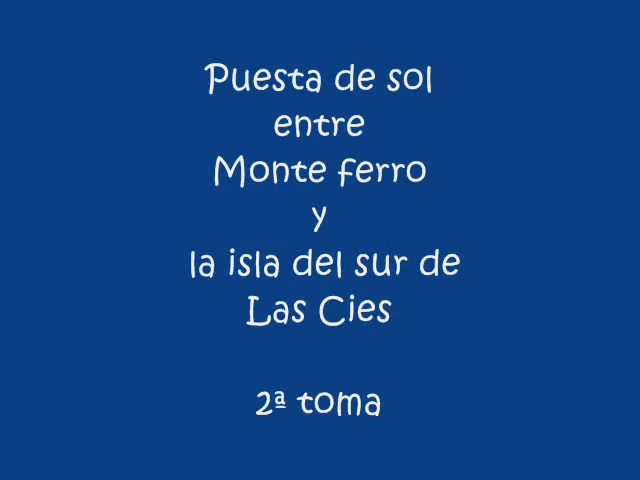 Puesta de sol
entre
Monte ferro
y
la isla del sur de
Las Cies
2ª toma